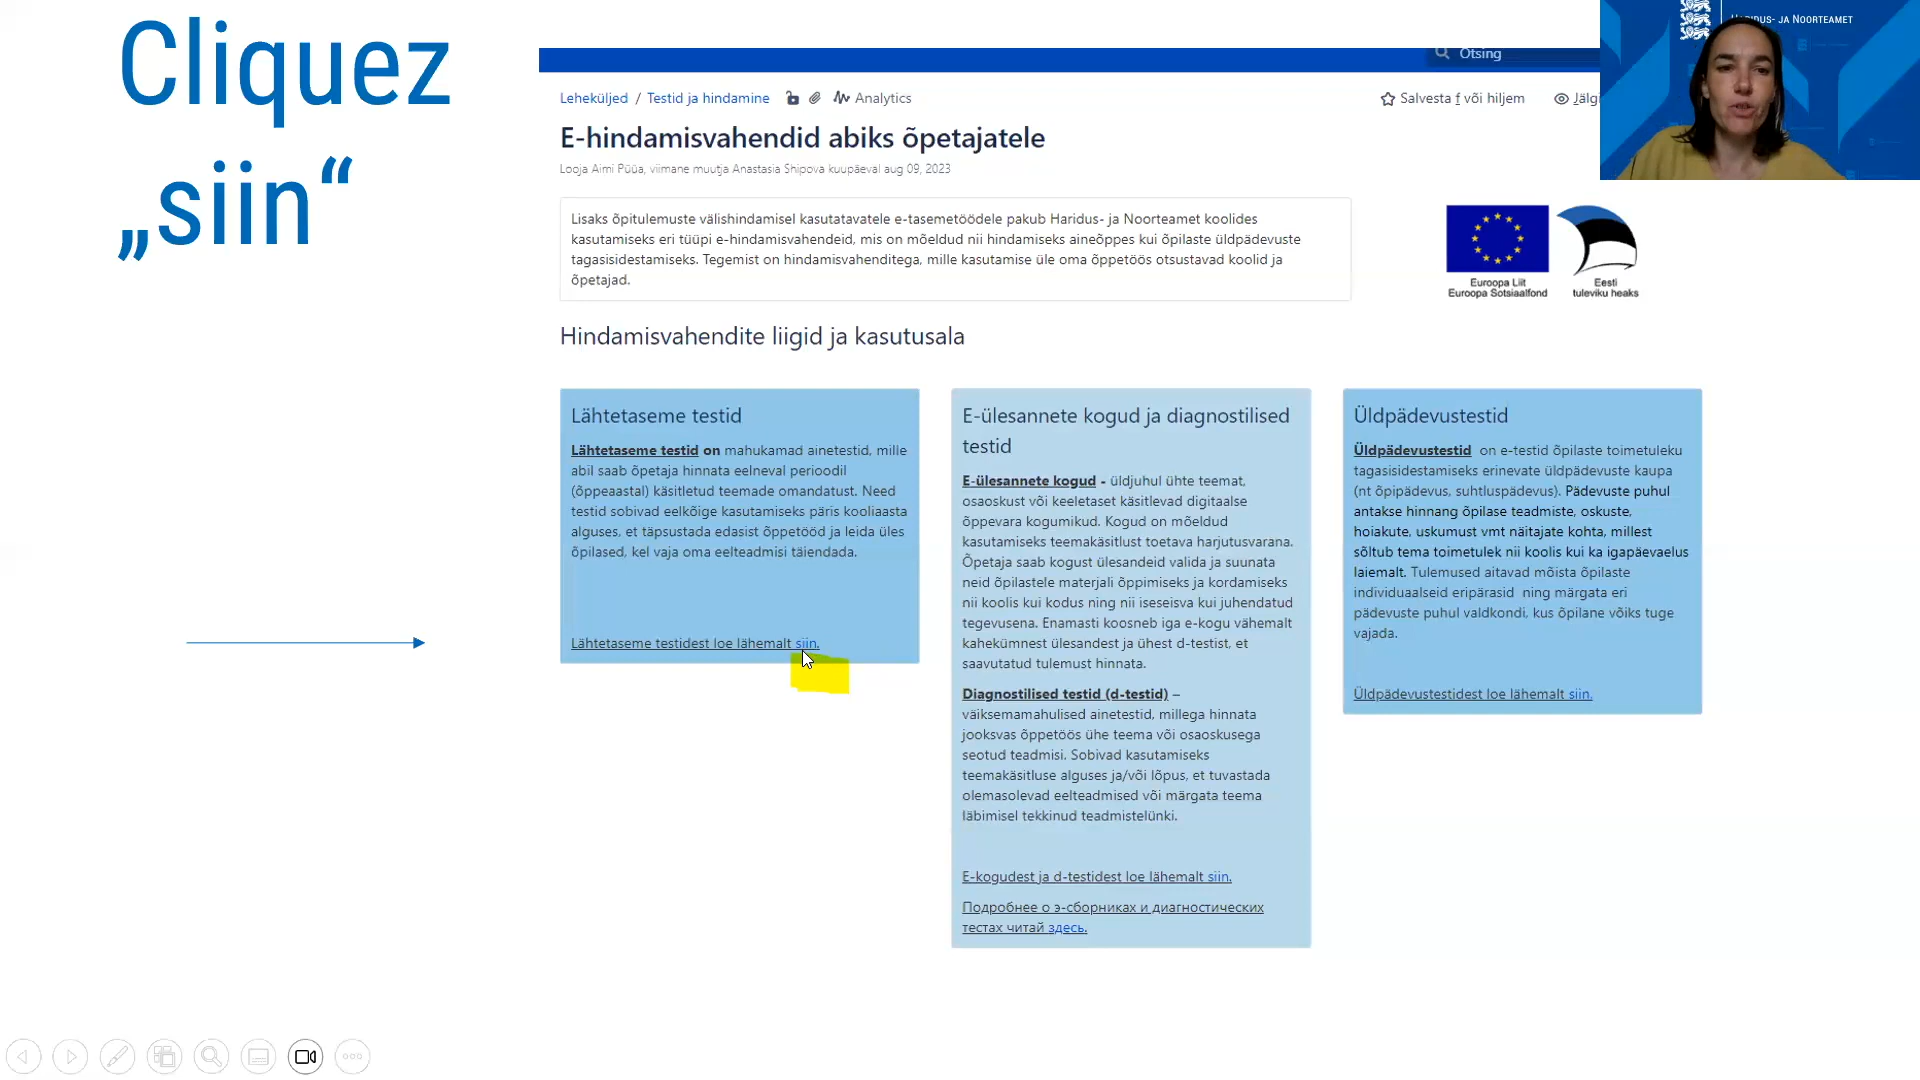 Cliquez
„siin“
HARIDUS- JA NOORTEAMET
Otsing
Leheküljed / Testid ja hindamine Analytics
Salvesta f või hiljem Jälgi
E-hindamisvahendid abiks õpetajatele
Looja Aimi Püüa, viimane muutja Anastasia Shipova kuupäeval aug 09, 2023
Lisaks õpitulemuste välishindamisel kasutatavatele e-tasemetöödele pakub Haridus- ja Noorteamet koolides
kasutamiseks eri tüüpi e-hindamisvahendeid, mis on mõeldud nii hindamiseks aineõppes kui õpilaste üldpädevuste
tagasisidestamiseks. Tegemist on hindamisvahenditega, mille kasutamise üle oma õppetöös otsustavad koolid ja
õpetajad.
Euroopa Liit
Euroopa Sotsiaalfond
Eesti
tuleviku heaks
Hindamisvahendite liigid ja kasutusala
Lähtetaseme testid
Lähtetaseme testid on mahukamad ainetestid, mille
abil saab õpetaja hinnata eelneval perioodil
(õppeaastal) käsitletud teemade omandatust. Need
testid sobivad eelkõige kasutamiseks päris kooliaasta
alguses, et täpsustada edasist õppetööd ja leida üles
õpilased, kel vaja oma eelteadmisi täiendada.
Lähtetaseme testidest loe lähemalt siin.
E-ülesannete kogud ja diagnostilised
testid
E-ülesannete kogud - üldjuhul ühte teemat,
osaoskust või keeletaset käsitlevad digitaalse
õppevara kogumikud. Kogud on mõeldud
kasutamiseks teemakäsitlust toetava harjutusvarana.
Õpetaja saab kogust ülesandeid valida ja suunata
neid õpilastele materjali õppimiseks ja kordamiseks
nii koolis kui kodus ning nii iseseisva kui juhendatud
tegevusena. Enamasti koosneb iga e-kogu vähemalt
kahekümnest ülesandest ja ühest d-testist, et
saavutatud tulemust hinnata.
Diagnostilised testid (d-testid) –
väiksemamahulised ainetestid, millega hinnata
jooksvas õppetöös ühe teema või osaoskusega
seotud teadmisi. Sobivad kasutamiseks
teemakäsitluse alguses ja/või lõpus, et tuvastada
olemasolevad eelteadmised või märgata teema
läbimisel tekkinud teadmistelünki.
E-kogudest ja d-testidest loe lähemalt siin.
Подробнее о э-сборниках и диагностических
тестах читай здесь.
Üldpädevustestid
Üldpädevustestid on e-testid õpilaste toimetuleku
tagasisidestamiseks erinevate üldpädevuste kaupa
(nt õpipädevus, suhtluspädevus). Pädevuste puhul
antakse hinnang õpilase teadmiste, oskuste,
hoiakute, uskumust vmt näitajate kohta, millest
sõltub tema toimetulek nii koolis kui ka igapäevaelus
laiemalt. Tulemused aitavad mõista õpilaste
individuaalseid eripärasid ning märgata eri
pädevuste puhul valdkondi, kus õpilane võiks tuge
vajada.
Üldpädevustestidest loe lähemalt siin.